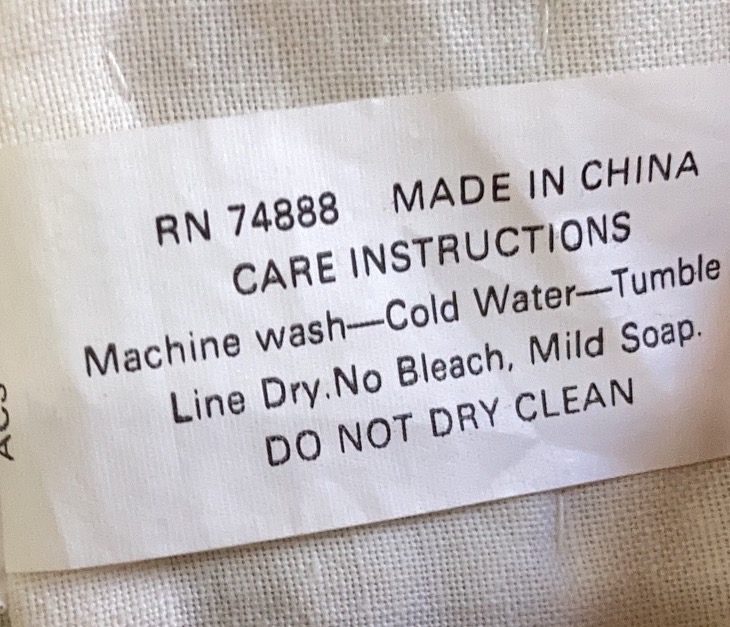 RN 74888 MADE IN CHINA
CARE INSTRUCTIONS
Machine wash—Cold Water—Tumble
Line Dry.No Bleach, Mild Soap.
DO NOT DRY CLEAN